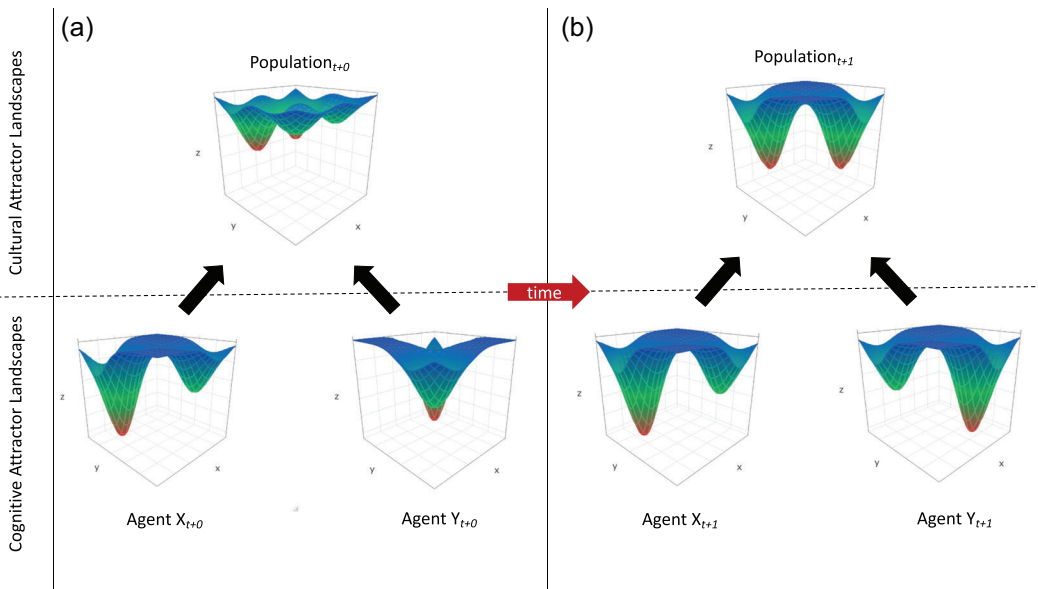 Cultural Attractor Landscapes
Cognitive Attractor Landscapes
(a)
Population t+0
z
y
x
z
y
x
Agent X t+0
z
y
x
Agent Y t+0
time
(b)
Population t+1
z
y
x
z
y
x
Agent X t+1
z
y
x
Agent Y t+1